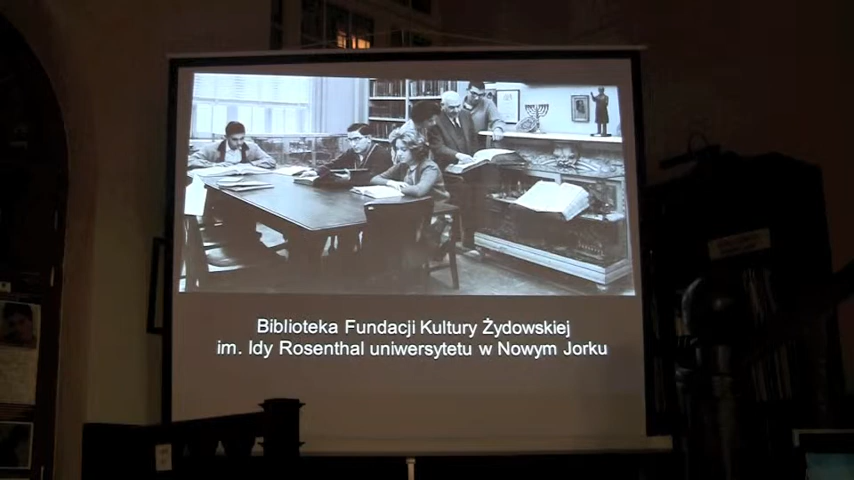 Biblioteka Fundacji Kultury Żydowskiej
im. Idy Rosenthal uniwersytetu w Nowym Jorku